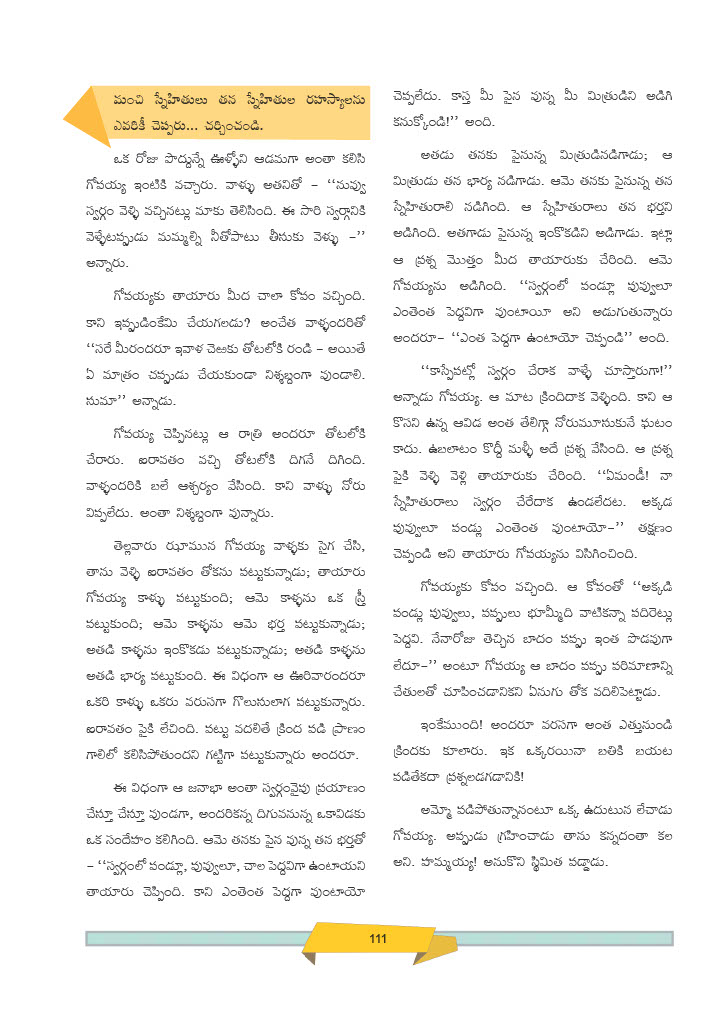 మంచి స్నేహితులు తన స్నేహితుల రహస్యాలను
ఎవరికీ చెప్పరు... చర్చించండి.
ఒక రోజు పొద్దున్నే ఊళ్ళోని ఆడమగా అంతా కలిసి
గోపయ్య ఇంటికి వచ్చారు. వాళ్ళు అతనితో – ‘‘నువ్వు
స్వర్గం వెళ్ళి వచ్చినట్లు మాకు తెలిసింది. ఈ సారి స్వర్గానికి
వెళ్ళేటప్పుడు మమ్మల్ని నీతోపాటు తీసుకు వెళ్ళు –’’
అన్నారు.
గోపయ్యకు తాయారు మీద చాలా కోపం వచ్చింది.
కాని ఇప్పుడింకేమి చేయగలడు? అంచేత వాళ్ళందరితో
‘‘సరే మీరందరూ ఇవాళ చెఱకు తోటలోకి రండి – అయితే
ఏ మాత్రం చప్పుడు చేయకుండా నిశ్శబ్దంగా వుండాలి.
సుమా’’ అన్నాడు.
గోపయ్య చెప్పినట్లు ఆ రాత్రి అందరూ తోటలోకి
చేరారు. ఐరావతం వచ్చి తోటలోకి దిగనే దిగింది.
వాళ్ళందరికి బలే ఆశ్చర్యం వేసింది. కాని వాళ్ళు నోరు
విప్పలేదు. అంతా నిశ్శబ్దంగా వున్నారు.
తెల్లవారు ఝామున గోపయ్య వాళ్ళకు సైగ చేసి,
తాను వెళ్ళి ఐరావతం తోకను పట్టుకున్నాడు; తాయారు
గోపయ్య కాళ్ళు పట్టుకుంది; ఆమె కాళ్ళను ఒక స్త్రీ
పట్టుకుంది; ఆమె కాళ్ళను ఆమె భర్త పట్టుకున్నాడు;
అతడి కాళ్ళను ఇంకొకడు పట్టుకున్నాడు; అతడి కాళ్ళను
అతడి భార్య పట్టుకుంది. ఈ విధంగా ఆ ఊరివారందరూ
ఒకరి కాళ్ళు ఒకరు వరుసగా గొలుసులాగ పట్టుకున్నారు.
ఐరావతం పైకి లేచింది. పట్టు వదలితే క్రింద పడి ప్రాణం
గాలిలో కలిసిపోతుందని గట్టిగా పట్టుకున్నారు అందరూ.
ఈ విధంగా ఆ జనాభా అంతా స్వర్గంవైపు ప్రయాణం
చేస్తూ చేస్తూ వుండగా, అందరికన్న దిగువనున్న ఒకావిడకు
ఒక సందేహం కలిగింది. ఆమె తనకు పైన వున్న తన భర్తతో
– ‘‘స్వర్గంలో పండ్లూ, పువ్వులూ, చాల పెద్దవిగా ఉంటాయని
తాయారు చెప్పింది. కాని ఎంతెంత పెద్దగా వుంటాయో
చెప్పలేదు. కాస్త మీ పైన వున్న మీ మిత్రుడిని అడిగి
కనుక్కోండి!’’ అంది.
అతడు తనకు పైనున్న మిత్రుడినడిగాడు; ఆ
మిత్రుడు తన భార్య నడిగాడు. ఆమె తనకు పైనున్న తన
స్నేహితురాలి నడిగింది. ఆ స్నేహితురాలు తన భర్తని
అడిగింది. అతగాడు పైనున్న ఇంకొకడిని అడిగాడు. ఇట్లా
ఆ ప్రశ్న మొత్తం మీద తాయారుకు చేరింది. ఆమె
గోపయ్యను అడిగింది. ‘‘స్వర్గంలో పండ్లూ పువ్వులూ
ఎంతెంత పెద్దవిగా వుంటాయీ అని అడుగుతున్నారు
అందరూ– ‘‘ఎంత పెద్దగా ఉంటాయో చెప్పండి’’ అంది.
‘‘కాస్సేపట్లో స్వర్గం చేరాక వాళ్ళే చూస్తారుగా!’’
అన్నాడు గోపయ్య. ఆ మాట క్రిందిదాక వెళ్ళింది. కాని ఆ
కొసని ఉన్న ఆవిడ అంత తేలిగ్గా నోరుమూసుకునే ఘటం
కాదు. ఉబలాటం కొద్దీ మళ్ళీ అదే ప్రశ్న వేసింది. ఆ ప్రశ్న
పైకి వెళ్ళి వెళ్లి తాయారుకు చేరింది. ‘‘ఏమండీ! నా
స్నేహితురాలు స్వర్గం చేరేదాక ఉండలేదట. అక్కడ
పువ్వులూ పండ్లు ఎంతెంత వుంటాయో–’’ తక్షణం
చెప్పండి అని తాయారు గోపయ్యను విసిగించింది.
గోపయ్యకు కోపం వచ్చింది. ఆ కోపంతో ‘‘అక్కడి
పండ్లు పువ్వులు, పప్పులు భూమ్మీది వాటికన్నా పదిరెట్లు
పెద్దవి. నేనారోజు తెచ్చిన బాదం పప్పు ఇంత పొడవుగా
లేదూ–’’ అంటూ గోపయ్య ఆ బాదం పప్పు పరిమాణాన్ని
చేతులతో చూపించడానికని ఏనుగు తోక వదిలిపెట్టాడు.
ఇంకేముంది! అందరూ వరసగా అంత ఎత్తునుండి
క్రిందకు కూలారు. ఇక ఒక్కరయినా బతికి బయట
పడితేకదా ప్రశ్నలడగడానికి!
అమ్మో పడిపోతున్నానంటూ ఒక్క ఉదుటున లేచాడు
గోపయ్య. అప్పుడు గ్రహించాడు తాను కన్నదంతా కల
అని. హమ్మయ్య! అనుకొని స్థిమిత పడ్డాడు.
111